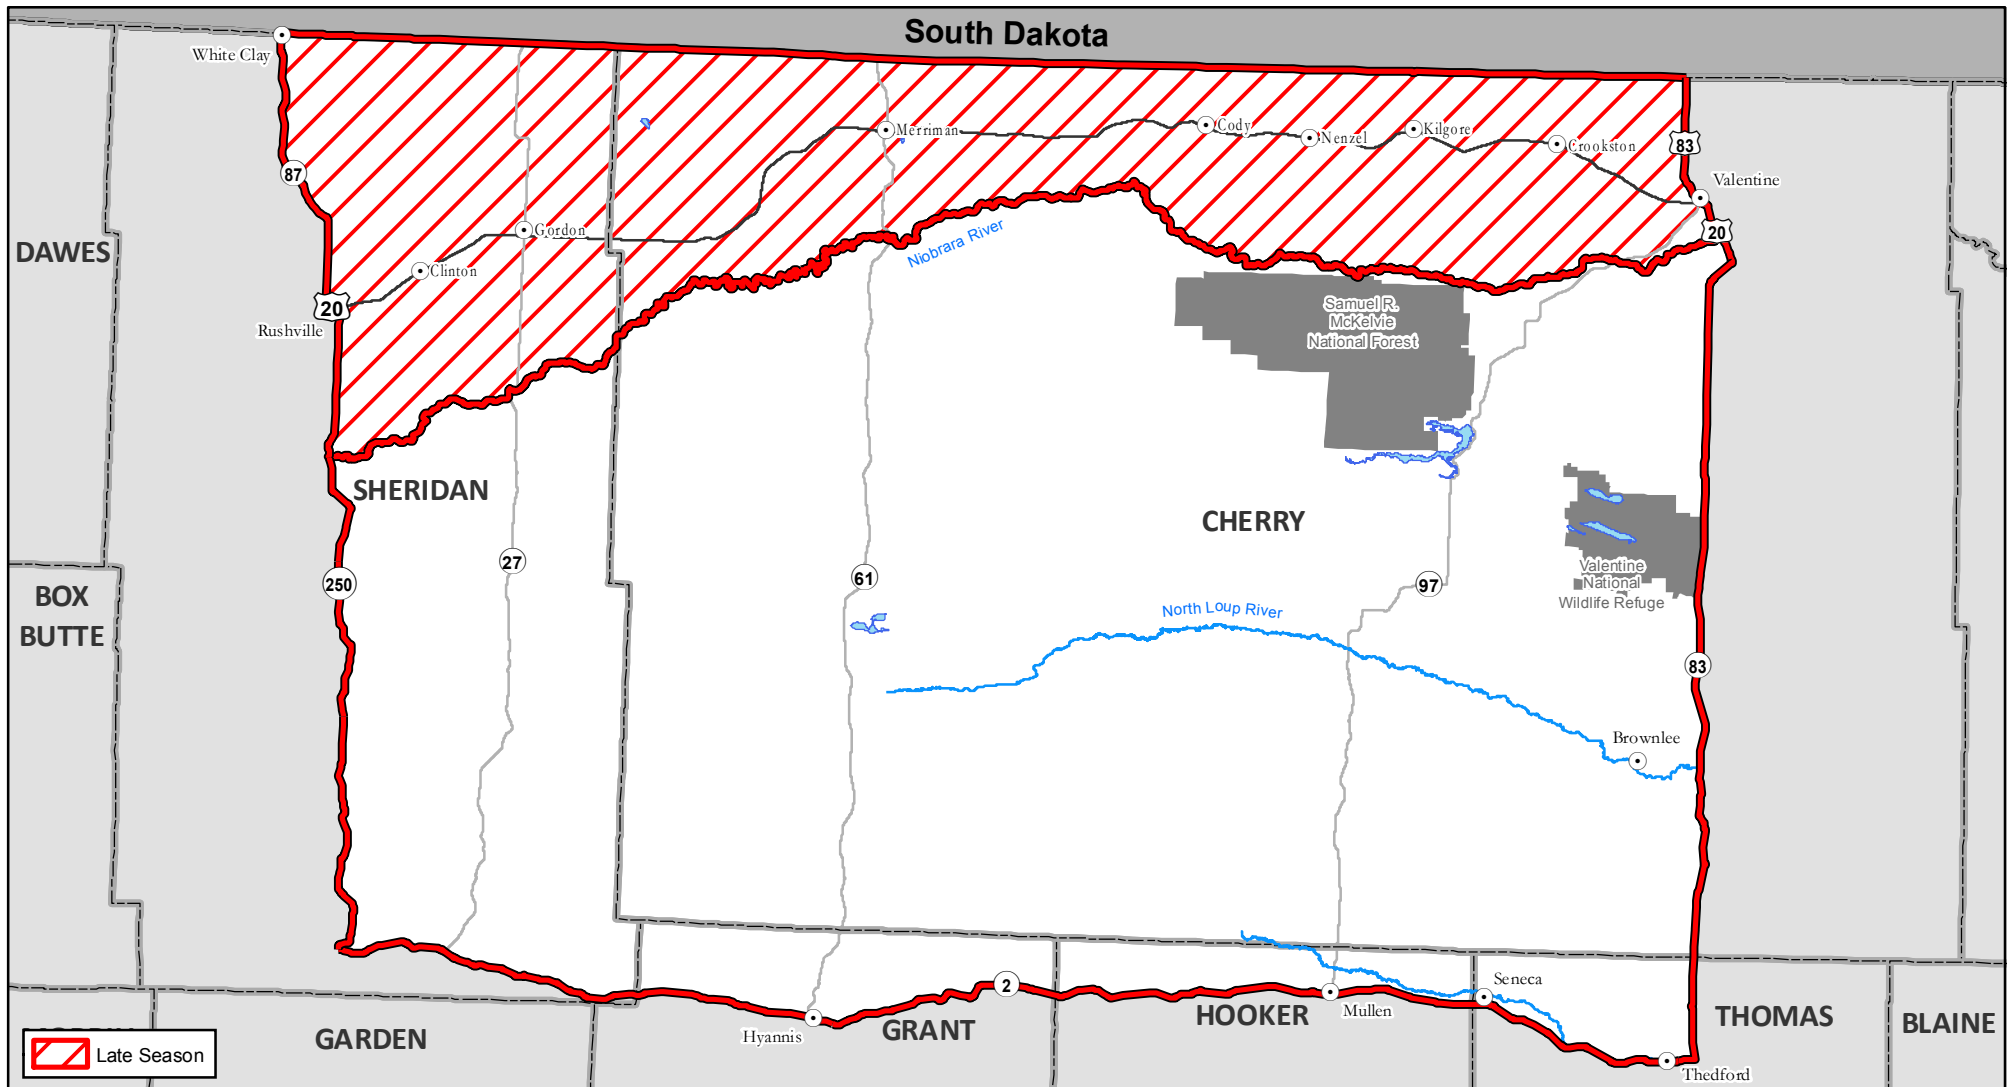 South Dakota
White Clay
Merriman
Cody
Nenzel
Kilgore
Crookston
83
87
Valentine
DAWES
Gordon
Niobrara River
20
Clinton
20
Rushville
Samuel R.
McKelvie
National Forest
SHERIDAN
CHERRY
27
61
97
250
Valentine
National
Wildlife Refuge
BOX
BUTTE
North Loup River
83
Brownlee
2
Seneca
Mullen
Hyannis
GRANT
HOOKER
THOMAS
BLAINE
GARDEN
Late Season
Thedford